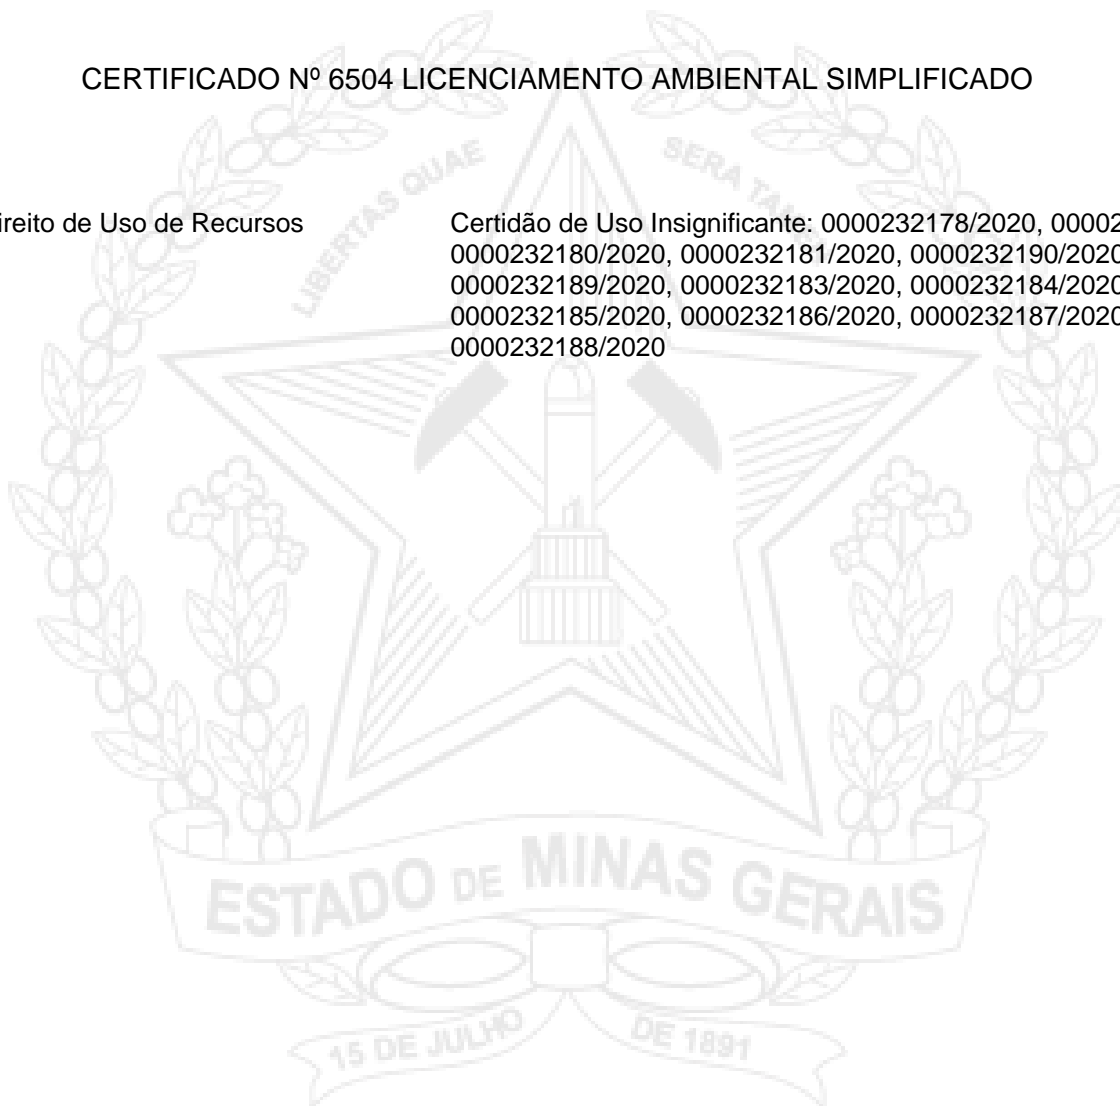 CERTIFICADO Nº 6504 LICENCIAMENTO AMBIENTAL SIMPLIFICADO
LIBERTAS QUAE SERA TAMEN
ireito de Uso de Recursos
Certidão de Uso Insignificante: 0000232178/2020, 00002
0000232180/2020, 0000232181/2020, 0000232190/2020
0000232189/2020, 0000232183/2020, 0000232184/2020
0000232185/2020, 0000232186/2020, 0000232187/2020
0000232188/2020
ESTADO DE MINAS GERAIS
15 DE JULHO DE 1891